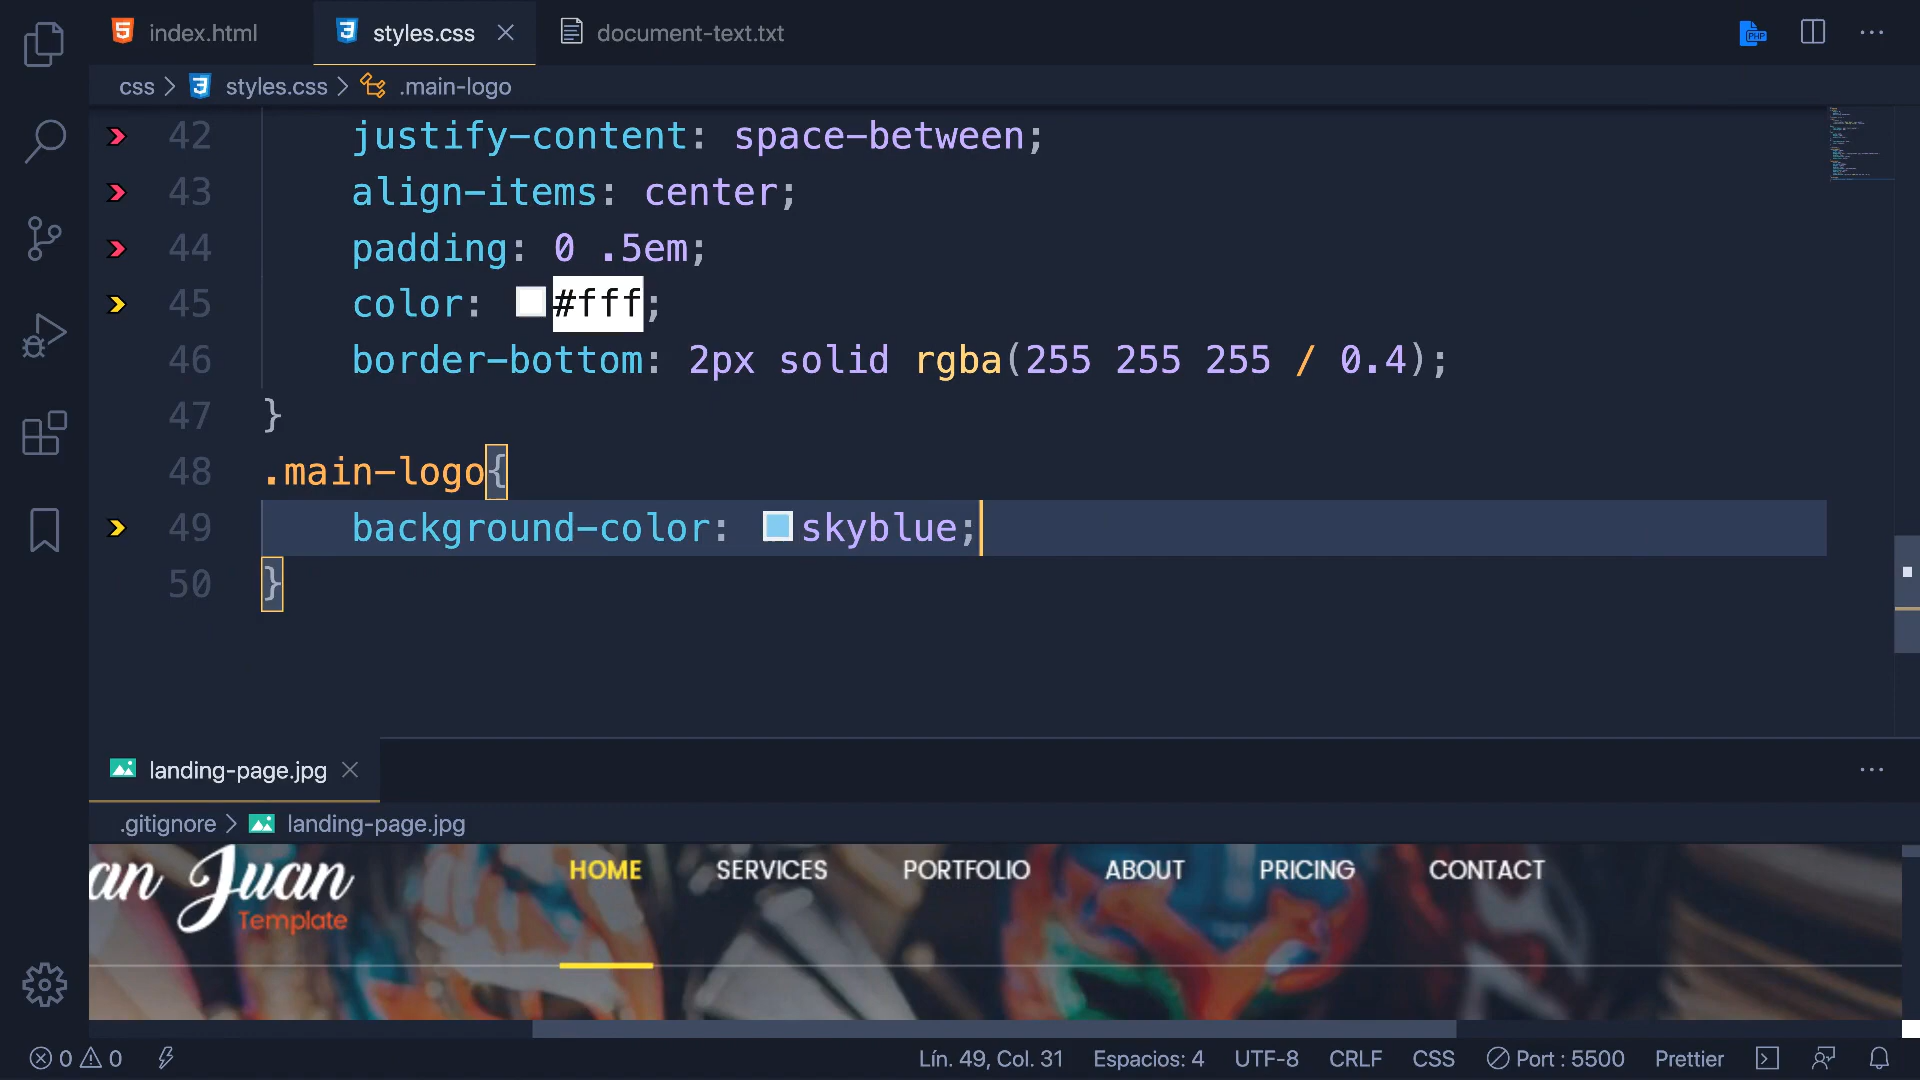 index.html
styles.css
document-text.txt
PHP
css > styles.css > .main-logo
42 justify-content: space-between;
43 align-items: center;
44 padding: 0 .5em;
45 color: #fff;
46 border-bottom: 2px solid rgba(255 255 255 / 0.4);
47 }
48 .main-logo{
49 background-color: skyblue;
50 }
landing-page.jpg
.gitignore > landing-page.jpg
an Juan
Template
HOME SERVICES PORTFOLIO ABOUT PRICING CONTACT
0 0 Lín. 49, Col. 31 Espacios: 4 UTF-8 CRLF CSS Port : 5500 Prettier